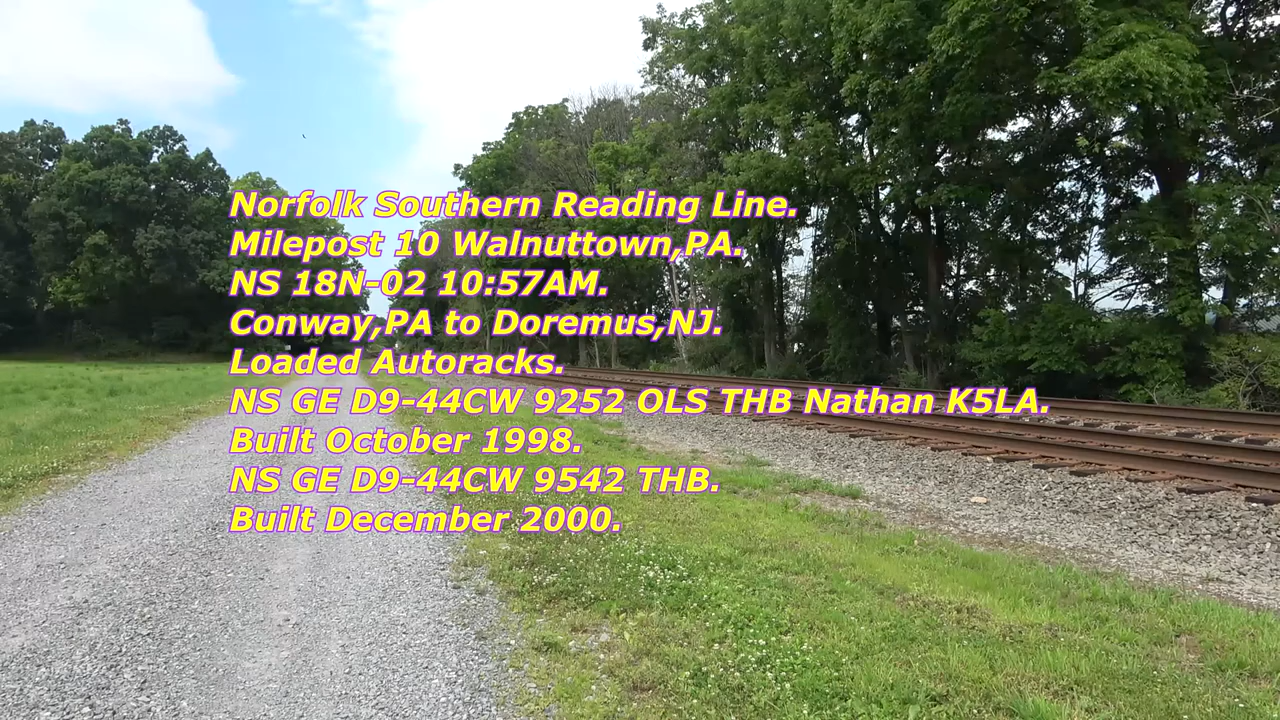 Norfolk Southern Reading Line.
Milepost 10 Walnuttown,PA.
NS 18N-02 10:57AM.
Conway,PA to Doremus,NJ.
Loaded Autoracks.
NS GE D9-44CW 9252 OLS THB Nathan K5LA.
Built October 1998.
NS GE D9-44CW 9542 THB.
Built December 2000.